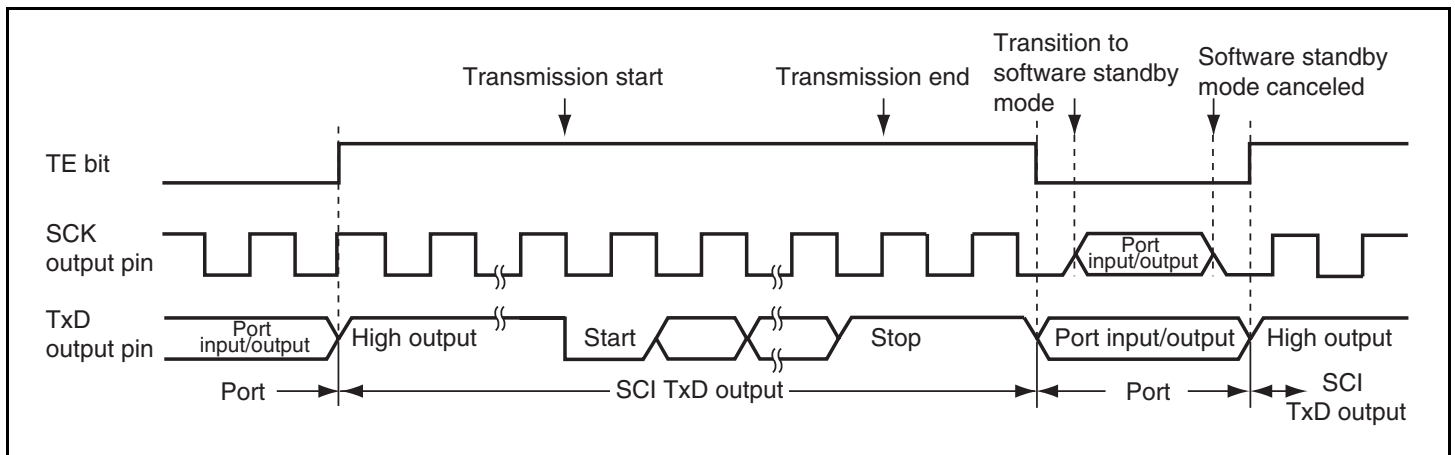 Transition to
software standby
mode
Software standby
mode canceled
Transmission start
Transmission end
TE bit
SCK
output pin
Port
input/output
TxD
output pin
Port
input/output
High output
Start
Stop
Port input/output
High output
Port
SCI TxD output
Port
SCI
TxD output